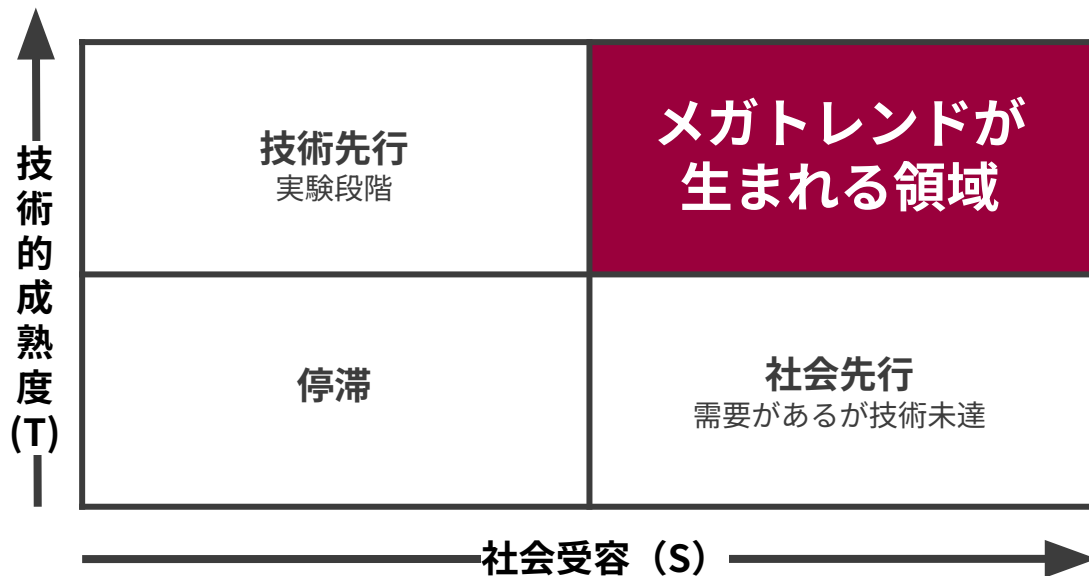 技術的成熟度(T)
技術先行
実験段階
メガトレンドが
生まれる領域
停滞
社会先行
需要があるが技術未達
社会受容（S）